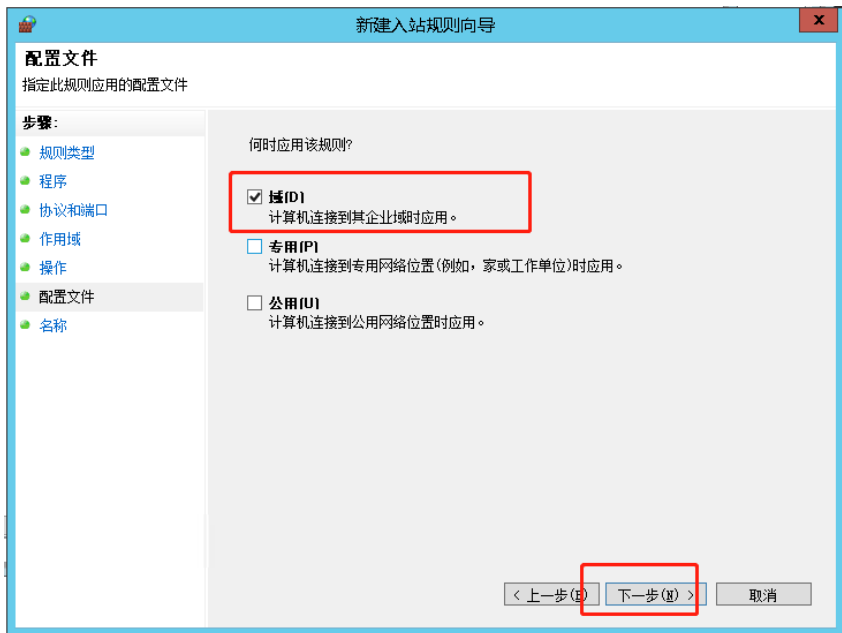 新建入站规则向导
x
配置文件
指定此规则应用的配置文件
步骤:
规则类型
程序
协议和端口
作用域
操作
配置文件
名称
何时应用该规则?
域(D)
计算机连接到其企业域时应用。
专用(P)
计算机连接到专用网络位置(例如，家或工作单位)时应用。
公用(U)
计算机连接到公用网络位置时应用。
< 上一步(B) 下一步(N) > 取消